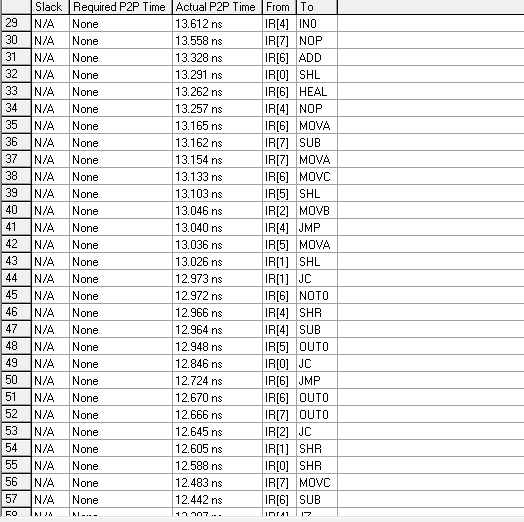 Slack Required P2P Time Actual P2P Time From To
29 N/A None 13.612 ns IR[4] IN0
30 N/A None 13.558 ns IR[7] NOP
31 N/A None 13.328 ns IR[6] ADD
32 N/A None 13.291 ns IR[0] SHL
33 N/A None 13.262 ns IR[6] HEAL
34 N/A None 13.257 ns IR[4] NOP
35 N/A None 13.165 ns IR[6] MOVA
36 N/A None 13.162 ns IR[7] SUB
37 N/A None 13.154 ns IR[7] MOVA
38 N/A None 13.133 ns IR[6] MOVC
39 N/A None 13.103 ns IR[5] SHL
40 N/A None 13.046 ns IR[2] MOVB
41 N/A None 13.040 ns IR[4] JMP
42 N/A None 13.036 ns IR[5] MOVA
43 N/A None 13.026 ns IR[1] SHL
44 N/A None 12.973 ns IR[1] JC
45 N/A None 12.972 ns IR[6] NOT0
46 N/A None 12.966 ns IR[4] SHR
47 N/A None 12.964 ns IR[4] SUB
48 N/A None 12.948 ns IR[5] OUT0
49 N/A None 12.846 ns IR[0] JC
50 N/A None 12.724 ns IR[6] JMP
51 N/A None 12.670 ns IR[6] OUT0
52 N/A None 12.666 ns IR[7] OUT0
53 N/A None 12.645 ns IR[2] JC
54 N/A None 12.605 ns IR[1] SHR
55 N/A None 12.588 ns IR[0] SHR
56 N/A None 12.483 ns IR[7] MOVC
57 N/A None 12.442 ns IR[6] SUB
58 N/A None